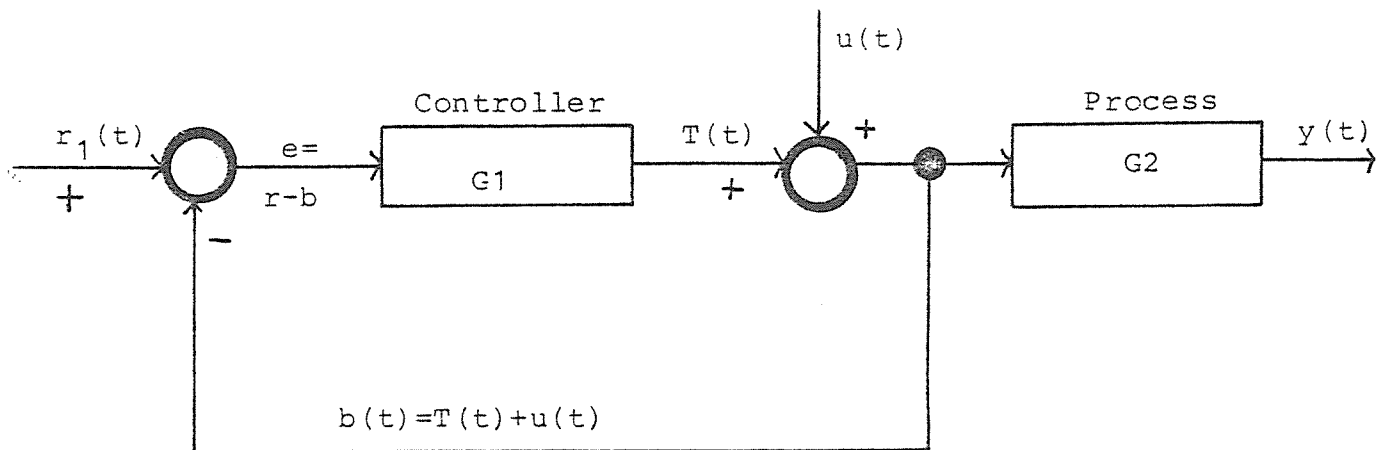 u(t)
Controller
Process
r₁(t)
+
e=
r-b
G1
T(t)
+
+
G2
y(t)
-
b(t)=T(t)+u(t)